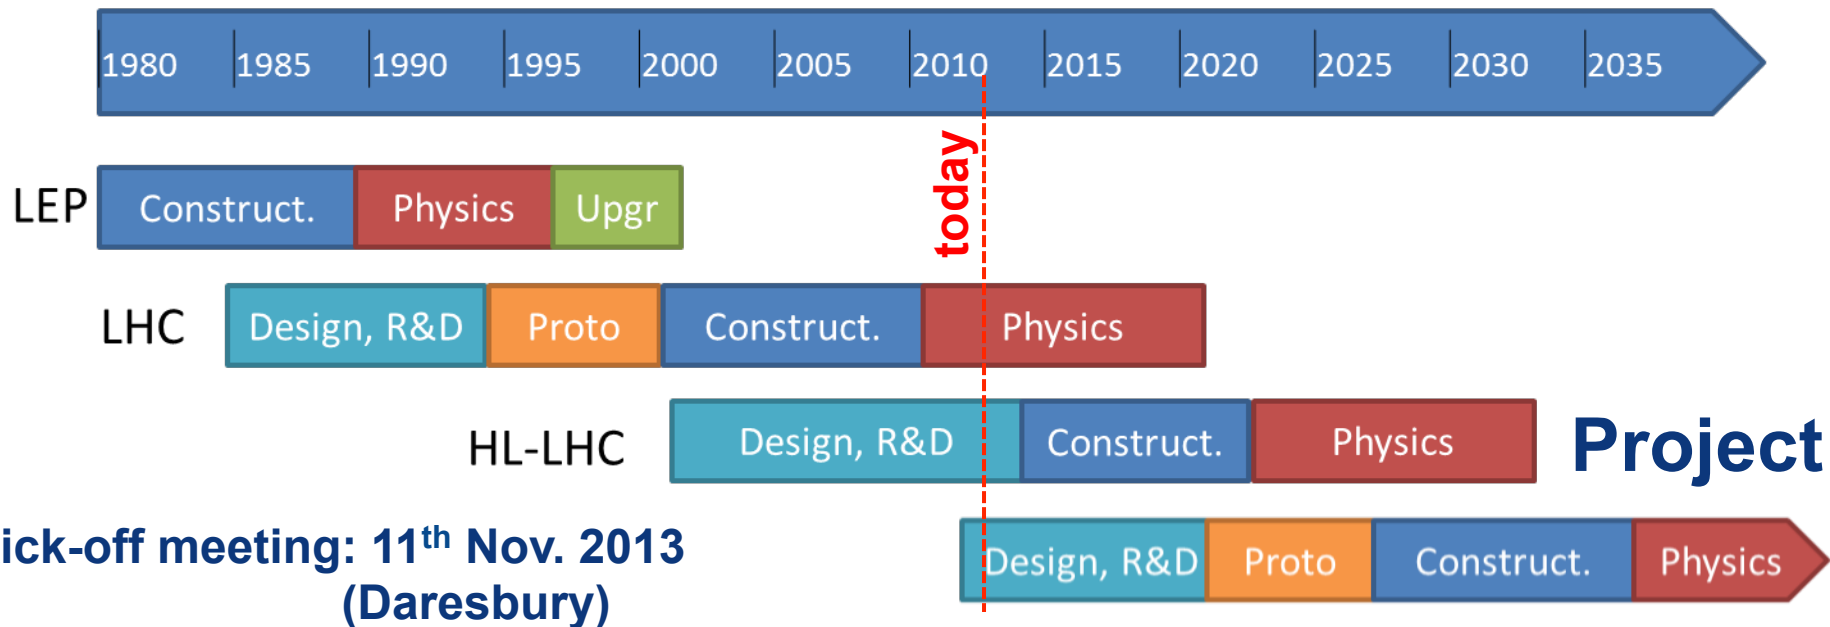 1980 1985 1990 1995 2000 2005 2010 2015 2020 2025 2030 2035
today
LEP Construct. Physics Upgr
LHC Design, R&D Proto Construct. Physics
HL-LHC Design, R&D Construct. Physics Project
ick-off meeting: 11th Nov. 2013
(Daresbury)
Design, R&D Proto Construct. Physics